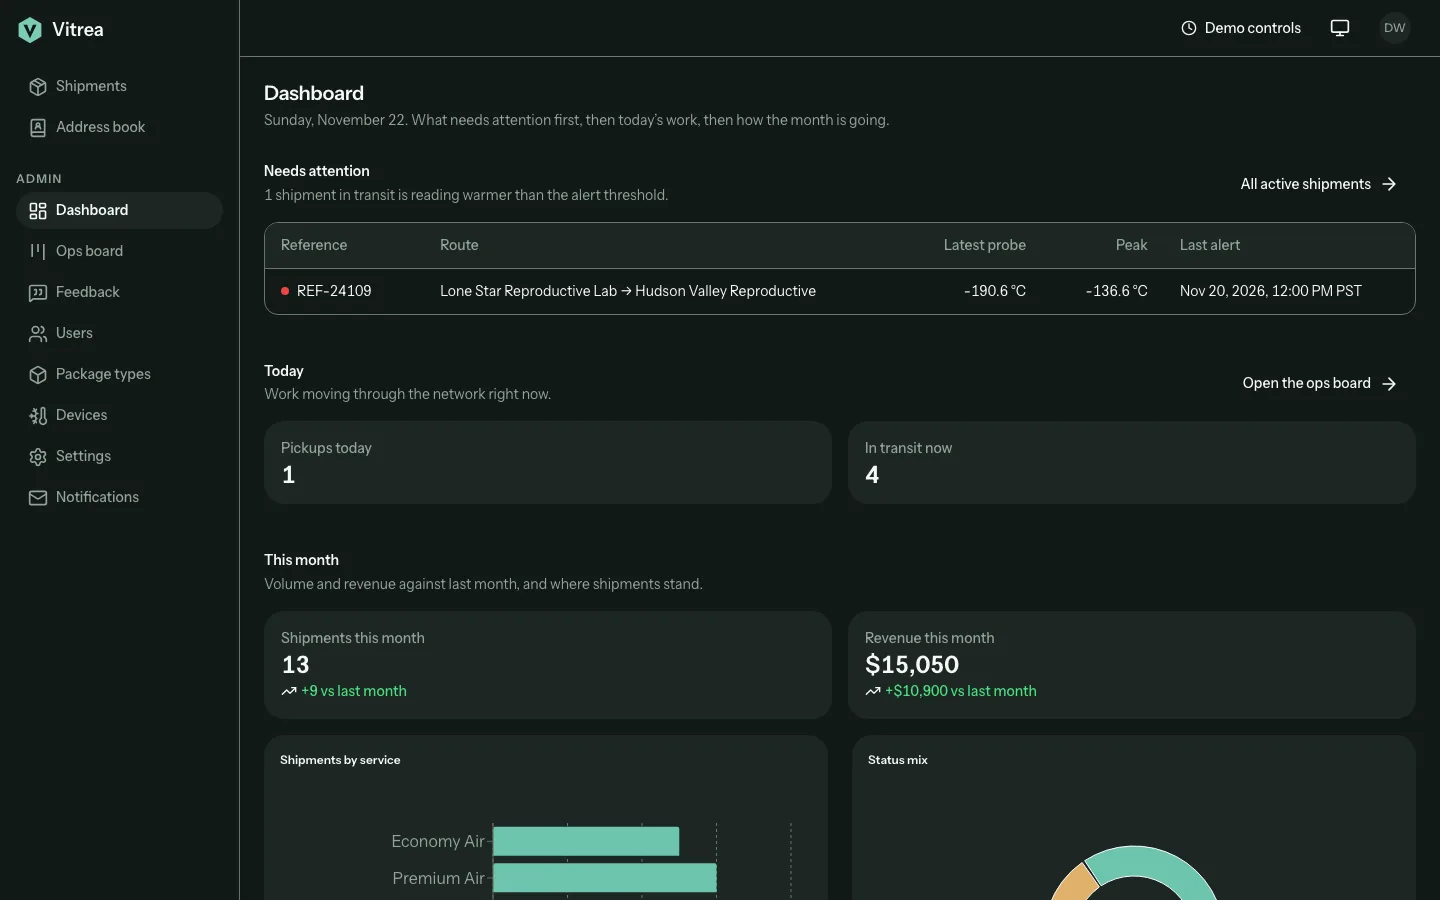 Vitrea
Demo controls
DW
Shipments
Address book
ADMIN
Dashboard
Ops board
Feedback
Users
Package types
Devices
Settings
Notifications
Dashboard
Sunday, November 22. What needs attention first, then today's work, then how the month is going.
Needs attention
1 shipment in transit is reading warmer than the alert threshold.
All active shipments →
Reference Route Latest probe Peak Last alert
REF-24109 Lone Star Reproductive Lab → Hudson Valley Reproductive -190.6 °C -136.6 °C Nov 20, 2026, 12:00 PM PST
Today
Work moving through the network right now.
Open the ops board →
Pickups today
1
In transit now
4
This month
Volume and revenue against last month, and where shipments stand.
Shipments this month
13
+9 vs last month
Revenue this month
$15,050
+$10,900 vs last month
Shipments by service
Economy Air
Premium Air
Status mix